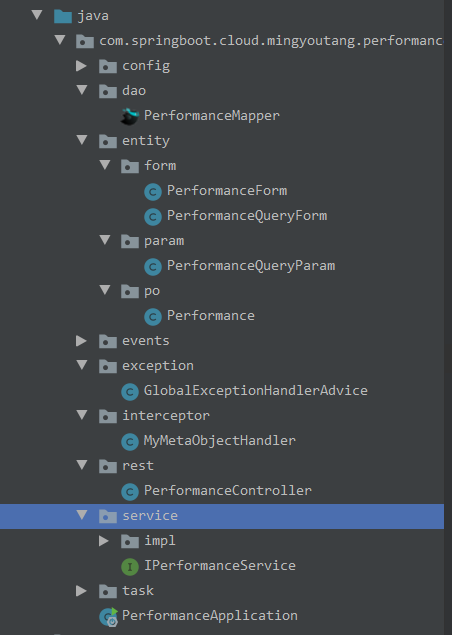 java
com.springboot.cloud.mingyoutang.performance
config
dao
PerformanceMapper
entity
form
PerformanceForm
PerformanceQueryForm
param
PerformanceQueryParam
po
Performance
events
exception
GlobalExceptionHandlerAdvice
interceptor
MyMetaObjectHandler
rest
PerformanceController
service
impl
IPerformanceService
task
PerformanceApplication